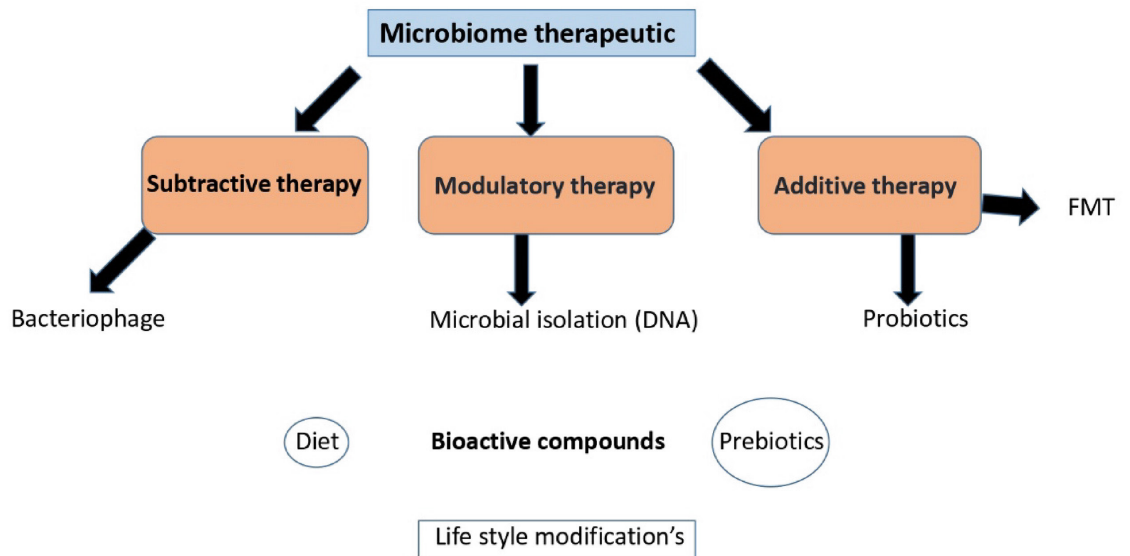 Microbiome therapeutic
Subtractive therapy
Modulatory therapy
Additive therapy
FMT
Bacteriophage
Microbial isolation (DNA)
Probiotics
Diet
Bioactive compounds
Prebiotics
Life style modification's